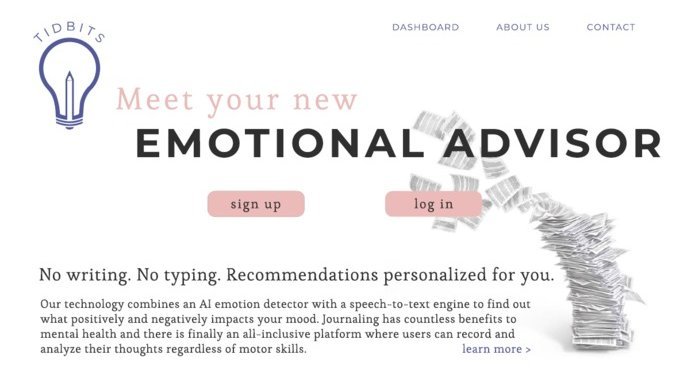 TIDBITS
DASHBOARD ABOUT US CONTACT
Meet your new
EMOTIONAL ADVISOR
sign up log in
No writing. No typing. Recommendations personalized for you.
Our technology combines an AI emotion detector with a speech-to-text engine to find out
what positively and negatively impacts your mood. Journaling has countless benefits to
mental health and there is finally an all-inclusive platform where users can record and
analyze their thoughts regardless of motor skills.
learn more >